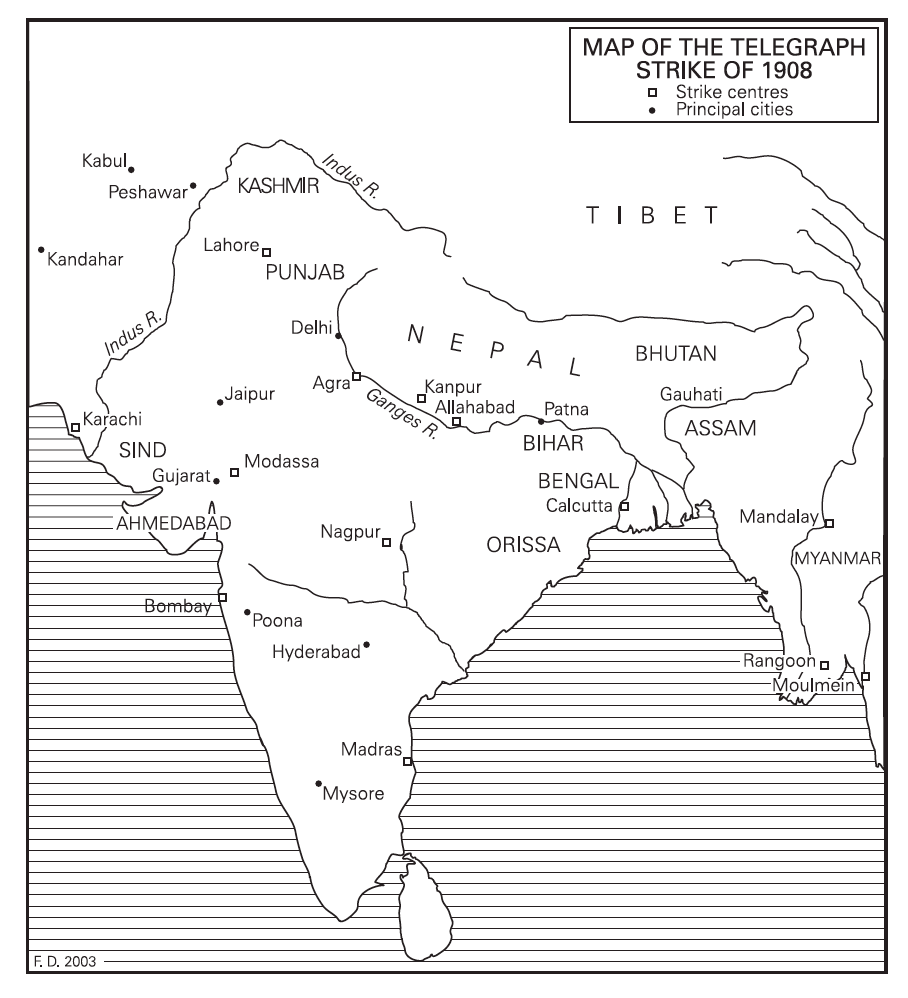 MAP OF THE TELEGRAPH
STRIKE OF 1908
Strike centres
Principal cities
Kabul
Peshawar
KASHMIR
Indus R.
TIBET
Lahore
Kandahar
PUNJAB
Indus R.
Delhi
NEPAL
BHUTAN
Agra
Kanpur
Jaipur
Ganges R.
Allahabad
Patna
Gauhati
Karachi
ASSAM
SIND
BIHAR
Modassa
Gujarat
BENGAL
Calcutta
AHMEDABAD
Mandalay
Nagpur
ORISSA
MYANMAR
Bombay
Poona
Hyderabad
Rangoon
Moulmein
Madras
Mysore
F. D. 2003